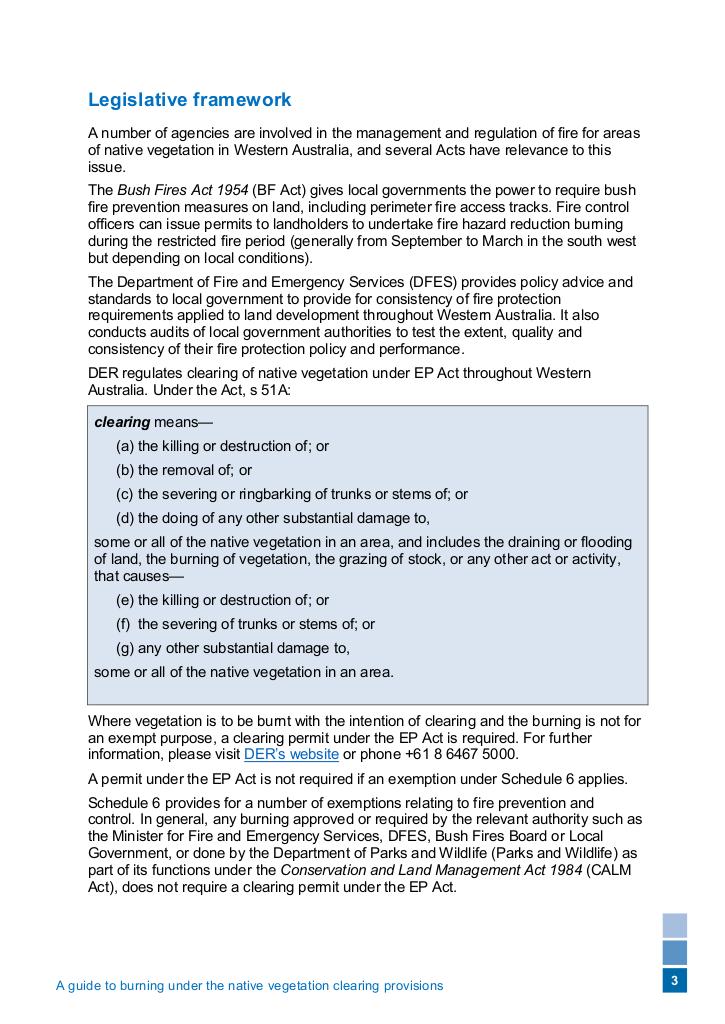 Legislative framework
A number of agencies are involved in the management and regulation of fire for areas
of native vegetation in Western Australia, and several Acts have relevance to this
issue.
The Bush Fires Act 1954 (BF Act) gives local governments the power to require bush
fire prevention measures on land, including perimeter fire access tracks. Fire control
officers can issue permits to landholders to undertake fire hazard reduction burning
during the restricted fire period (generally from September to March in the south west
but depending on local conditions).
The Department of Fire and Emergency Services (DFES) provides policy advice and
standards to local government to provide for consistency of fire protection
requirements applied to land development throughout Western Australia. It also
conducts audits of local government authorities to test the extent, quality and
consistency of their fire protection policy and performance.
DER regulates clearing of native vegetation under EP Act throughout Western
Australia. Under the Act, s 51A:
clearing means—
(a) the killing or destruction of; or
(b) the removal of; or
(c) the severing or ringbarking of trunks or stems of; or
(d) the doing of any other substantial damage to,
some or all of the native vegetation in an area, and includes the draining or flooding
of land, the burning of vegetation, the grazing of stock, or any other act or activity,
that causes—
(e) the killing or destruction of; or
(f) the severing of trunks or stems of; or
(g) any other substantial damage to,
some or all of the native vegetation in an area.
Where vegetation is to be burnt with the intention of clearing and the burning is not for
an exempt purpose, a clearing permit under the EP Act is required. For further
information, please visit DER's website or phone +61 8 6467 5000.
A permit under the EP Act is not required if an exemption under Schedule 6 applies.
Schedule 6 provides for a number of exemptions relating to fire prevention and
control. In general, any burning approved or required by the relevant authority such as
the Minister for Fire and Emergency Services, DFES, Bush Fires Board or Local
Government, or done by the Department of Parks and Wildlife (Parks and Wildlife) as
part of its functions under the Conservation and Land Management Act 1984 (CALM
Act), does not require a clearing permit under the EP Act.
3
A guide to burning under the native vegetation clearing provisions